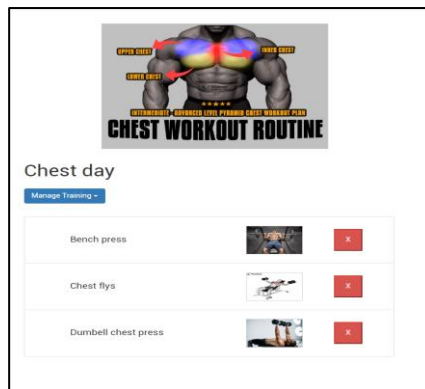 UPPER CHEST
INNER CHEST
LOWER CHEST
INTERMEDIATE - ADVANCED LEVEL PYRAMID CHEST WORKOUT PLAN
CHEST WORKOUT ROUTINE
Chest day
Manage Training
Bench press
X
Chest flys
X
Dumbell chest press
X